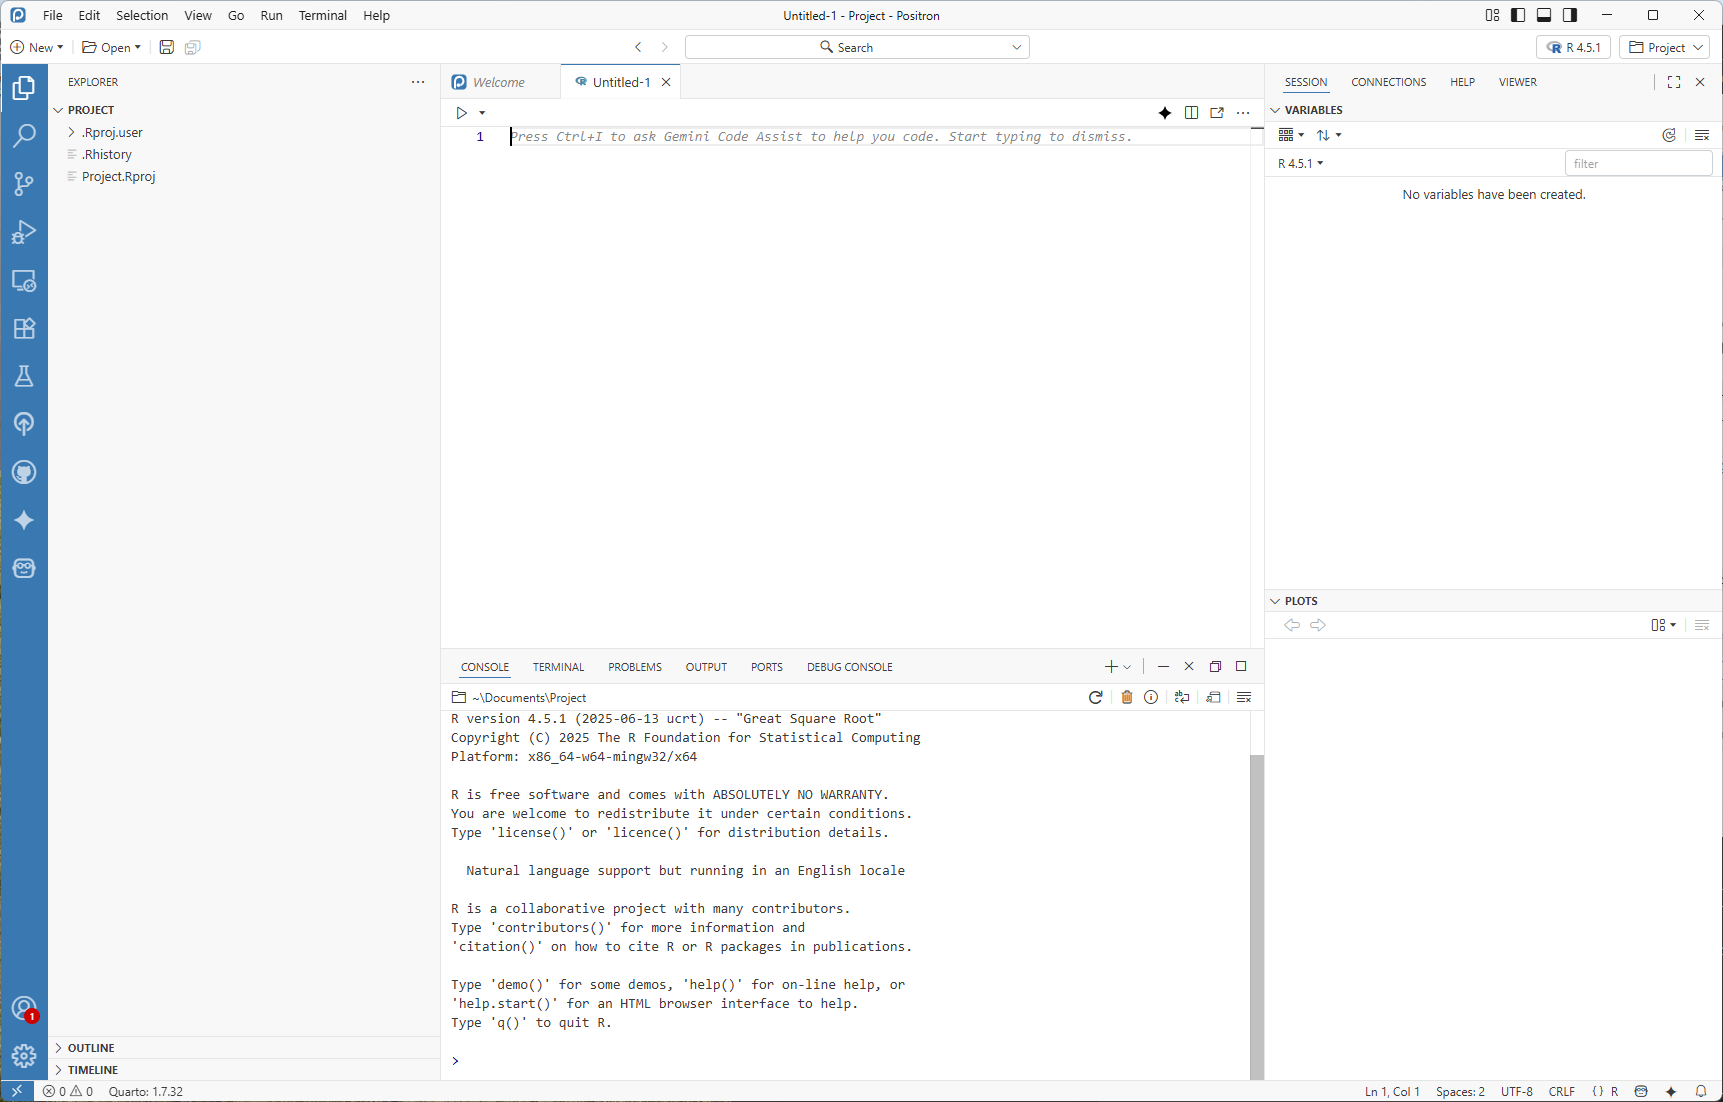 File Edit Selection View Go Run Terminal Help
Untitled-1 - Project - Positron
New Open
Search
R 4.5.1 Project
EXPLORER
PROJECT
.Rproj.user
.Rhistory
Project.Rproj
OUTLINE
TIMELINE
Welcome Untitled-1
1 Press Ctrl+I to ask Gemini Code Assist to help you code. Start typing to dismiss.
CONSOLE TERMINAL PROBLEMS OUTPUT PORTS DEBUG CONSOLE
~\Documents\Project
R version 4.5.1 (2025-06-13 ucrt) -- "Great Square Root"
Copyright (C) 2025 The R Foundation for Statistical Computing
Platform: x86_64-w64-mingw32/x64
R is free software and comes with ABSOLUTELY NO WARRANTY.
You are welcome to redistribute it under certain conditions.
Type 'license()' or 'licence()' for distribution details.
Natural language support but running in an English locale
R is a collaborative project with many contributors.
Type 'contributors()' for more information and
'citation()' on how to cite R or R packages in publications.
Type 'demo()' for some demos, 'help()' for on-line help, or
'help.start()' for an HTML browser interface to help.
Type 'q()' to quit R.
>
SESSION CONNECTIONS HELP VIEWER
VARIABLES
R 4.5.1 filter
No variables have been created.
PLOTS
1
0 0 Quarto: 1.7.32
Ln 1, Col 1 Spaces: 2 UTF-8 CRLF {} R